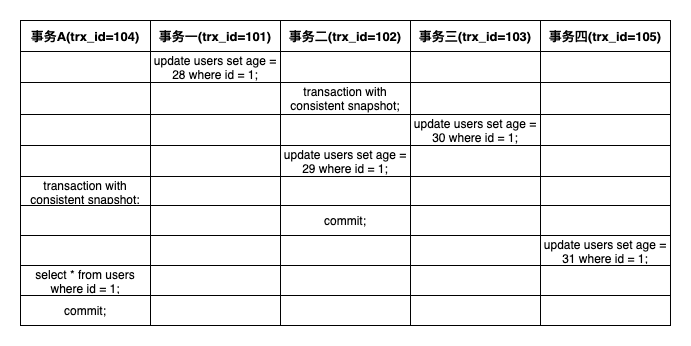 事务A(trx_id=104) 事务一(trx_id=101) 事务二(trx_id=102) 事务三(trx_id=103) 事务四(trx_id=105)
update users set age =
28 where id = 1;
transaction with
consistent snapshot;
update users set age =
30 where id = 1;
update users set age =
29 where id = 1;
transaction with
consistent snapshot;
commit;
update users set age =
31 where id = 1;
select * from users
where id = 1;
commit;